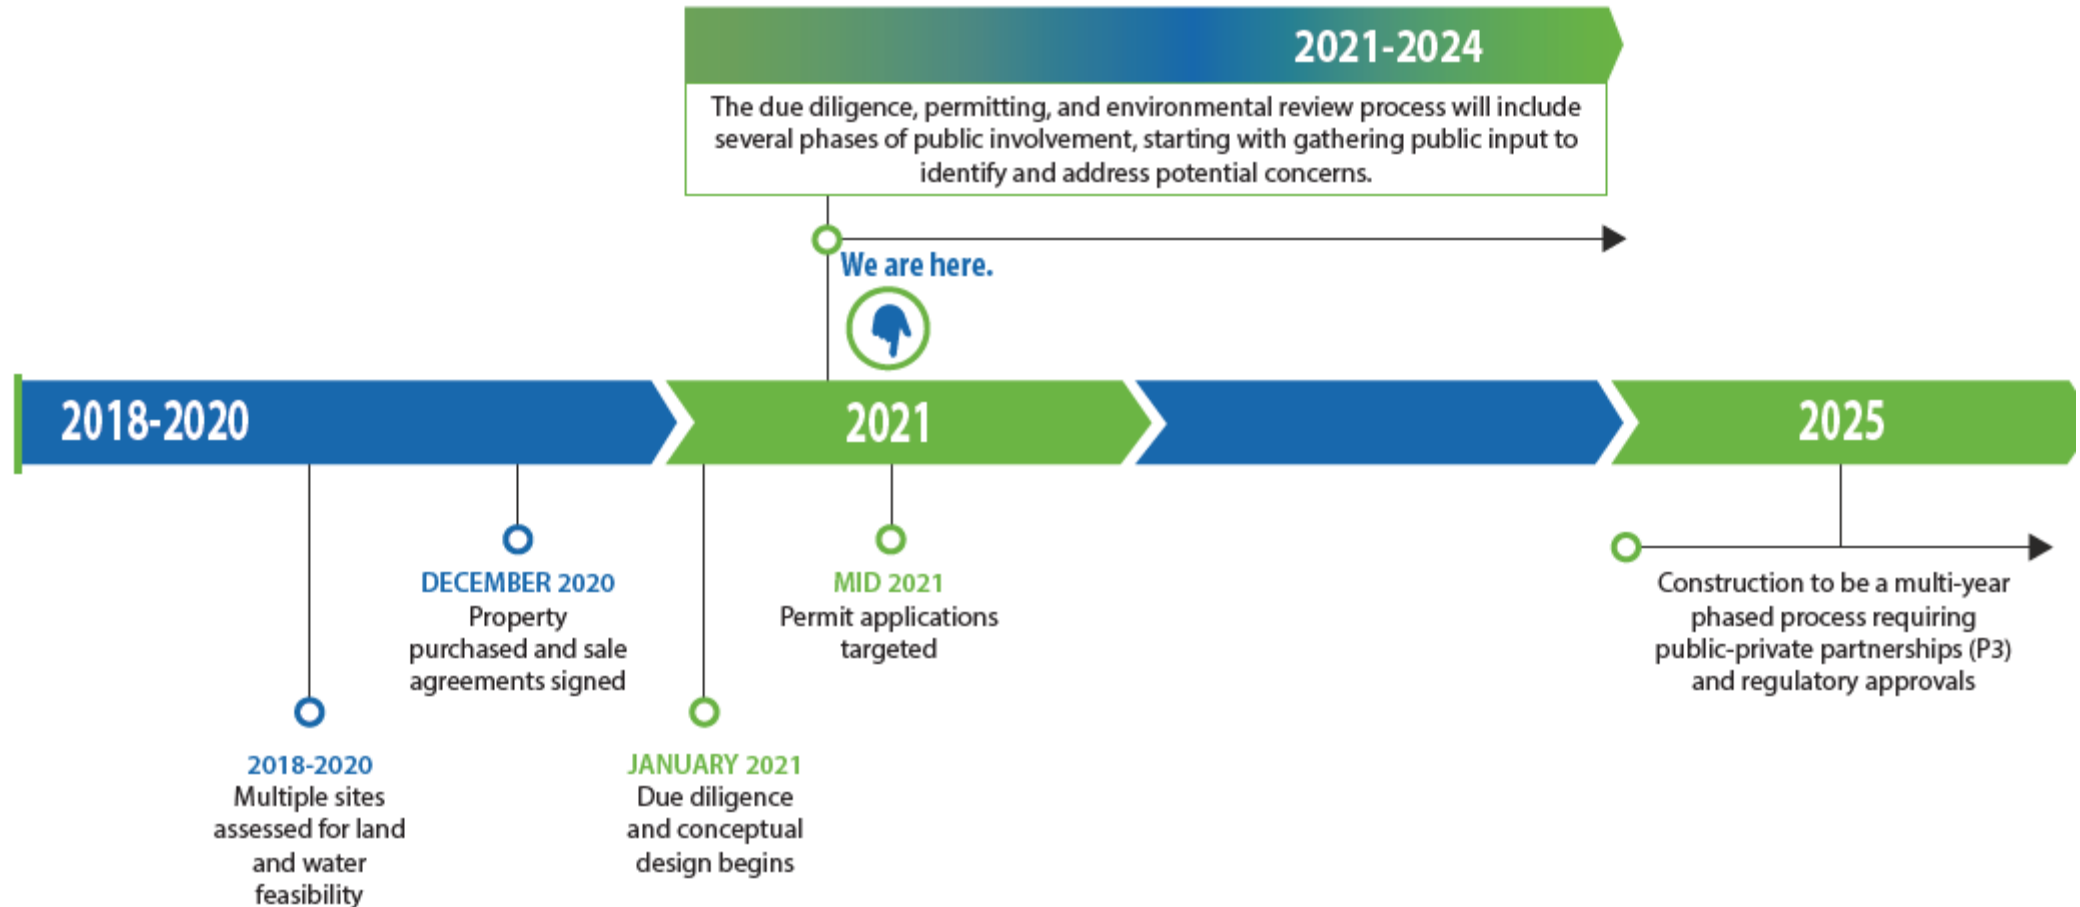 2021-2024
The due diligence, permitting, and environmental review process will include
several phases of public involvement, starting with gathering public input to
identify and address potential concerns.
We are here.
2018-2020
2021
2025
DECEMBER 2020
Property
purchased and sale
agreements signed
MID 2021
Permit applications
targeted
Construction to be a multi-year
phased process requiring
public-private partnerships (P3)
and regulatory approvals
2018-2020
Multiple sites
assessed for land
and water
feasibility
JANUARY 2021
Due diligence
and conceptual
design begins